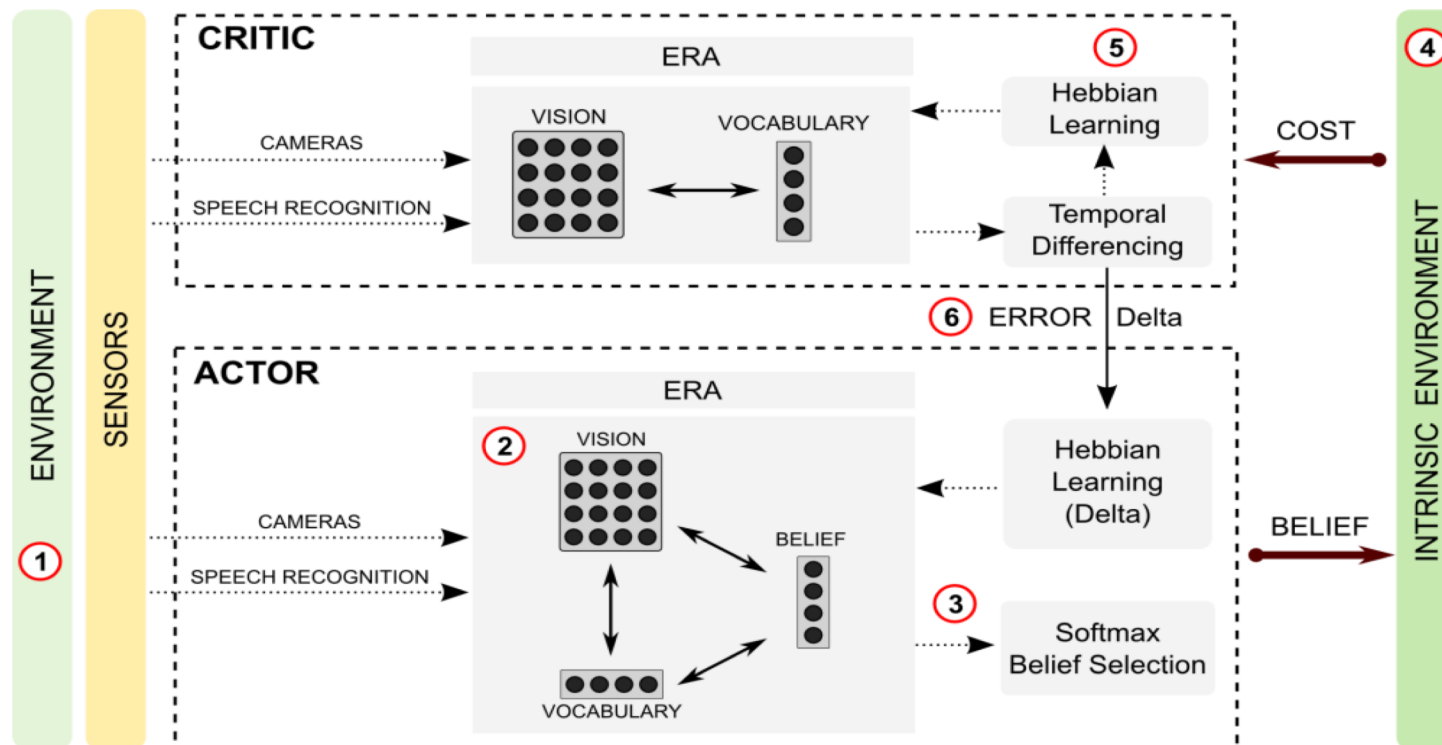 ENVIRONMENT
1
SENSORS
CRITIC
ERA
VISION
VOCABULARY
CAMERAS
SPEECH RECOGNITION
5
Hebbian
Learning
Temporal
Differencing
COST
4
INTRINSIC ENVIRONMENT
6
ERROR
Delta
ACTOR
ERA
2
VISION
CAMERAS
SPEECH RECOGNITION
BELIEF
VOCABULARY
Hebbian
Learning
(Delta)
3
Softmax
Belief Selection
BELIEF